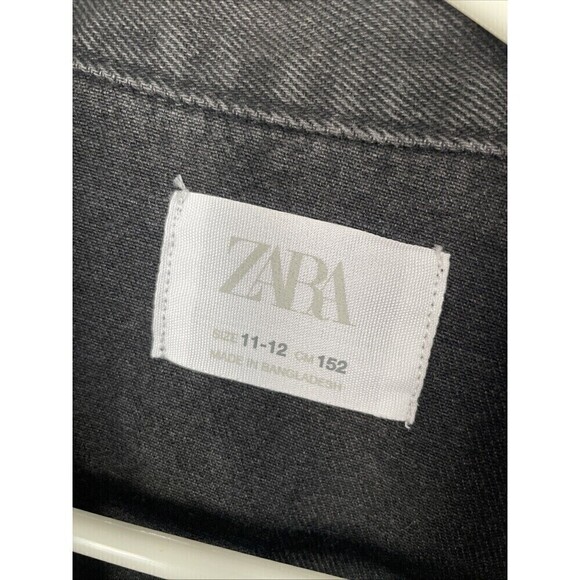 ZARA
SIZE 11-12 CM 152
MADE IN BANGLADESH